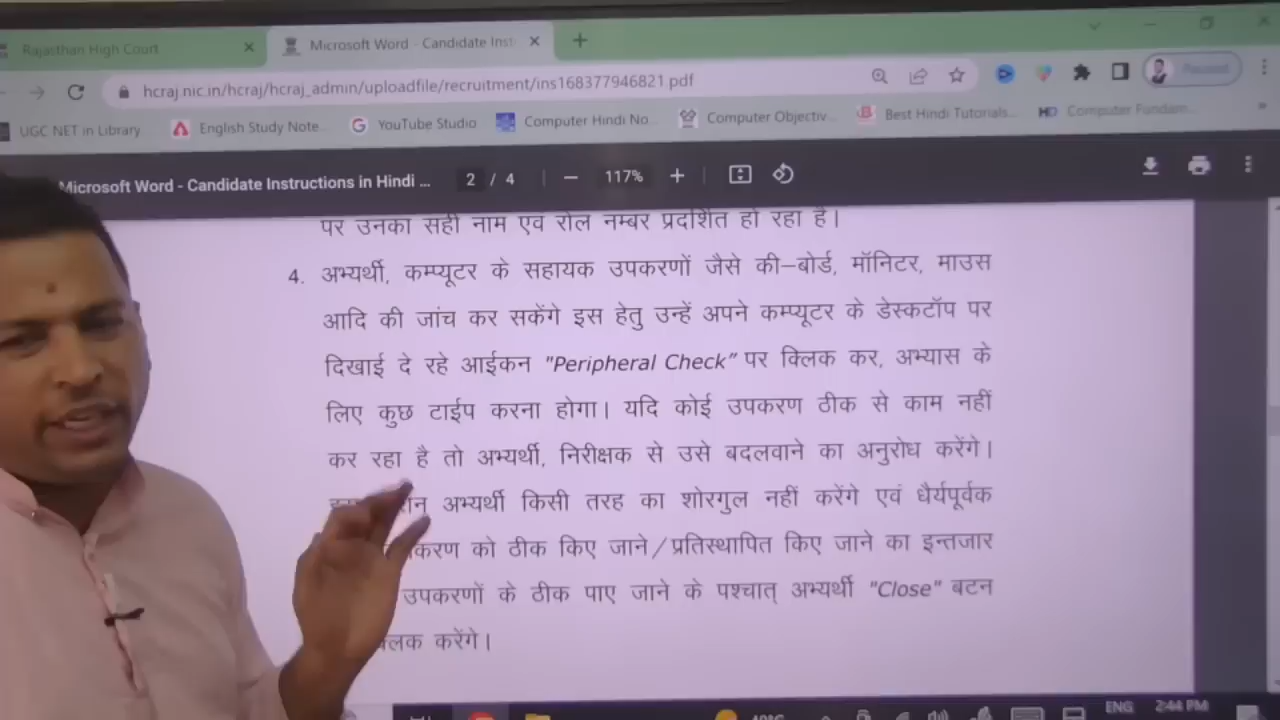 Rajasthan High Court
Microsoft Word - Candidate Inst
hcraj.nic.in/hcraj/hcraj_admin/uploadfile/recruitment/ins168377946821.pdf
Paused
UGC NET in Library
English Study Note...
YouTube Studio
Computer Hindi No...
Computer Objectiv...
Best Hindi Tutorials...
Computer Fundam...
Microsoft Word - Candidate Instructions in Hindi ...
2 / 4
117%
पर उनका सही नाम एवं रोल नम्बर प्रदर्शित हो रहा है।
4. अभ्यर्थी, कम्प्यूटर के सहायक उपकरणों जैसे की–बोर्ड, मॉनिटर, माउस
आदि की जांच कर सकेंगे इस हेतु उन्हें अपने कम्प्यूटर के डेस्कटॉप पर
दिखाई दे रहे आईकन "Peripheral Check" पर क्लिक कर, अभ्यास के
लिए कुछ टाईप करना होगा। यदि कोई उपकरण ठीक से काम नहीं
कर रहा है तो अभ्यर्थी, निरीक्षक से उसे बदलवाने का अनुरोध करेंगे।
अभ्यर्थी किसी तरह का शोरगुल नहीं करेंगे एवं धैर्यपूर्वक
को ठीक किए जाने/प्रतिस्थापित किए जाने का इन्तजार
उपकरणों के ठीक पाए जाने के पश्चात् अभ्यर्थी "Close" बटन
करेंगे।
ENG
2:44 PM